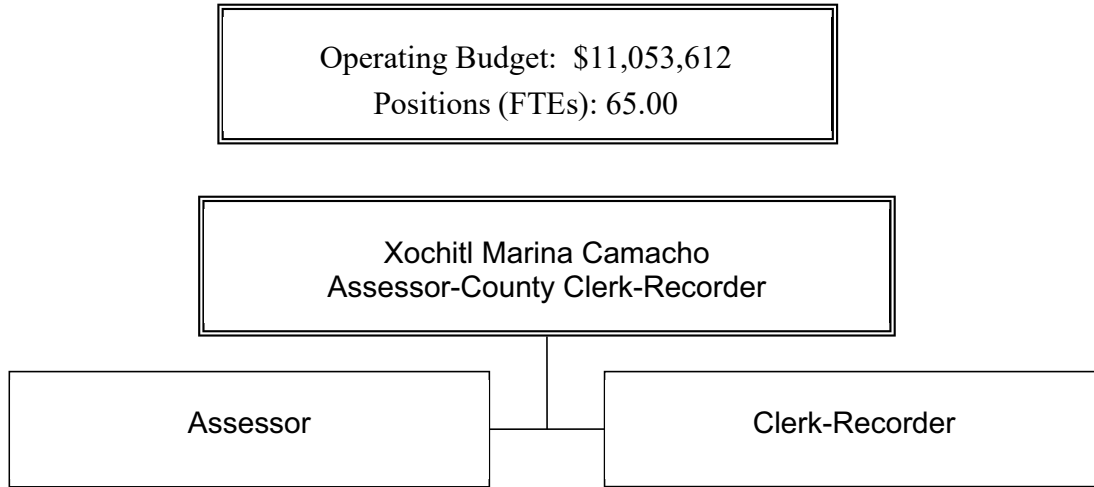 Operating Budget:  $11,053,612
Positions (FTEs): 65.00
Xochitl Marina Camacho
Assessor-County Clerk-Recorder
Assessor
Clerk-Recorder